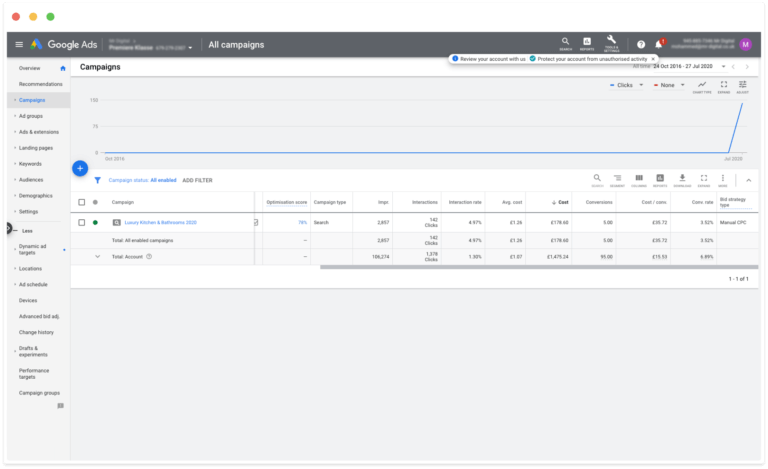 Google Ads
All campaigns
SEARCH
REPORTS
TOOLS & SETTINGS
M
Review your account with us
Protect your account from unauthorised activity
Overview
Recommendations
Campaigns
Ad groups
Ads & extensions
Landing pages
Keywords
Audiences
Demographics
Settings
Less
Dynamic ad
targets
Locations
Ad schedule
Devices
Advanced bid adj.
Change history
Drafts &
experiments
Performance
targets
Campaign groups
Campaigns
All time 24 Oct 2016 - 27 Jul 2020
Clicks
None
CHART TYPE
EXPAND
ADJUST
150
75
0
Oct 2016
Jul 2020
Campaign status: All enabled
ADD FILTER
SEARCH
SEGMENT
COLUMNS
REPORTS
DOWNLOAD
EXPAND
MORE
Campaign Optimisation score Campaign type Impr. Interactions Interaction rate Avg. cost Cost Conversions Cost / conv. Conv. rate Bid strategy type
Luxury Kitchen & Bathrooms 2020 78% Search 2,857 142 Clicks 4.97% £1.26 £178.60 5.00 £35.72 3.52% Manual CPC
Total: All enabled campaigns — 2,857 142 Clicks 4.97% £1.26 £178.60 5.00 £35.72 3.52%
Total: Account — 106,274 1,378 Clicks 1.30% £1.07 £1,475.24 95.00 £15.53 6.89%
1 - 1 of 1